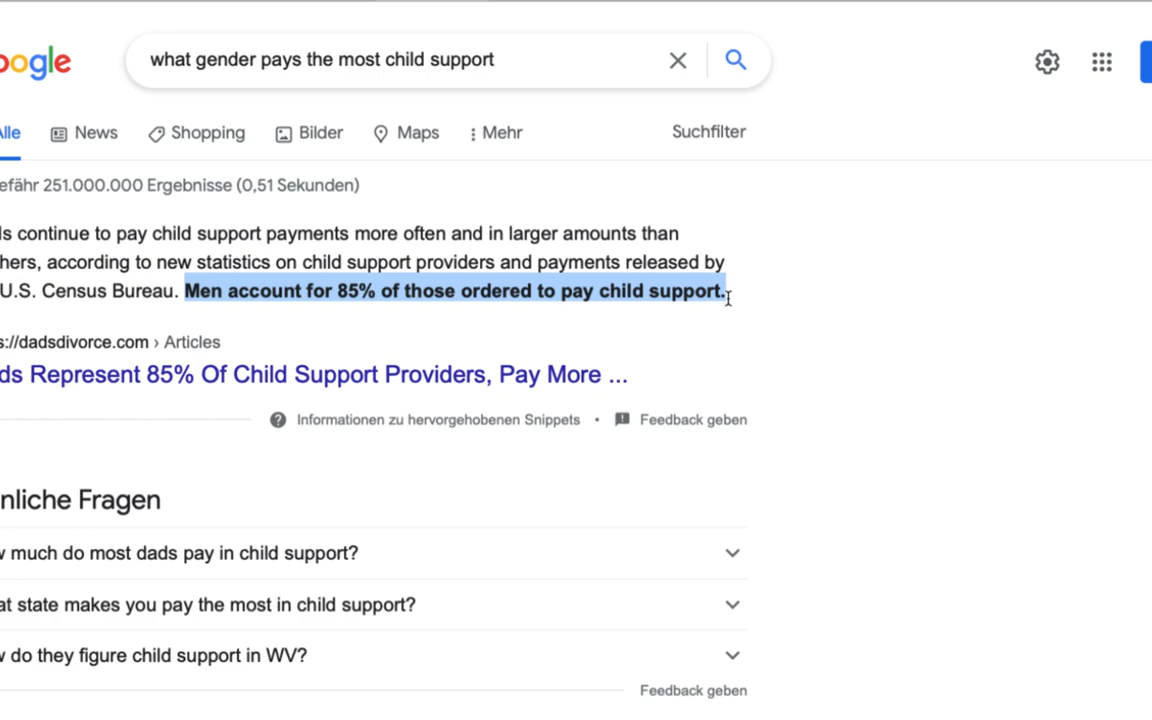 oogle
what gender pays the most child support
Alle News Shopping Bilder Maps Mehr Suchfilter
efähr 251.000.000 Ergebnisse (0,51 Sekunden)
ls continue to pay child support payments more often and in larger amounts than
hers, according to new statistics on child support providers and payments released by
U.S. Census Bureau. Men account for 85% of those ordered to pay child support.
s://dadsdivorce.com › Articles
ds Represent 85% Of Child Support Providers, Pay More ...
Informationen zu hervorgehobenen Snippets • Feedback geben
nliche Fragen
w much do most dads pay in child support?
at state makes you pay the most in child support?
w do they figure child support in WV?
Feedback geben